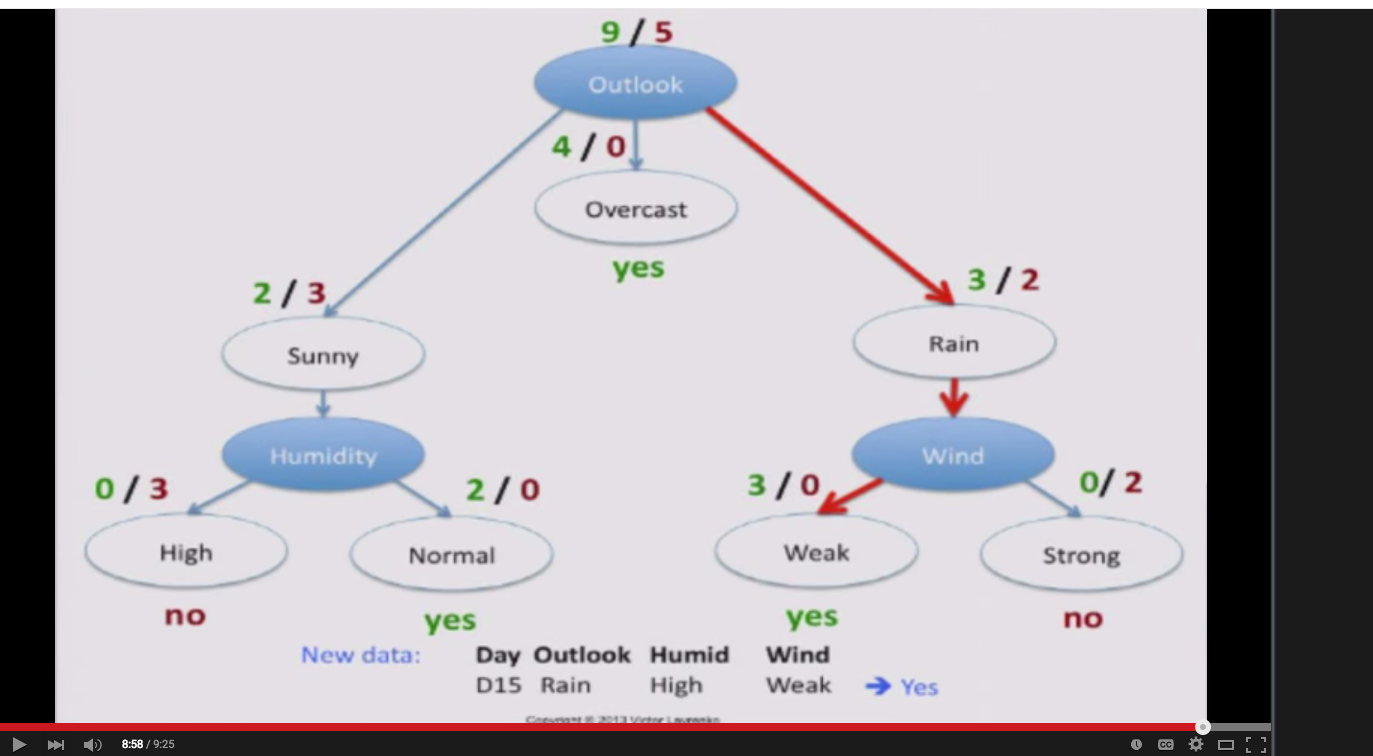 9 / 5
Outlook
4 / 0
Overcast
yes
2 / 3
3 / 2
Sunny
Rain
Humidity
Wind
0 / 3
2 / 0
3 / 0
0/ 2
High
Normal
Weak
Strong
no
yes
yes
no
New data: Day Outlook Humid Wind
D15 Rain High Weak → Yes
Copyright © 2013 Victor Lavrenko
8:58 / 9:25
CC